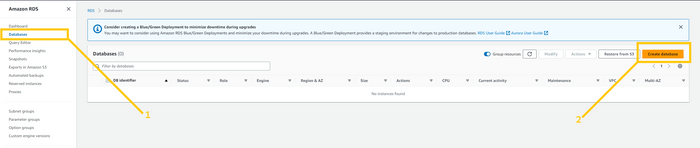 Amazon RDS
×
Dashboard
Databases
Query Editor
Performance insights
Snapshots
Exports in Amazon S3
Automated backups
Reserved instances
Proxies
Subnet groups
Parameter groups
Option groups
Custom engine versions
RDS > Databases
Consider creating a Blue/Green Deployment to minimize downtime during upgrades
You may want to consider using Amazon RDS Blue/Green Deployments and minimize your downtime during upgrades. A Blue/Green Deployment provides a staging environment for changes to production databases. RDS User Guide Aurora User Guide
×
Databases (0)
Group resources
Modify
Actions
Restore from S3
Create database
Filter by databases
< 1 >
DB identifier Status Role Engine Region & AZ Size Actions CPU Current activity Maintenance VPC Multi-AZ
No instances found
1
2